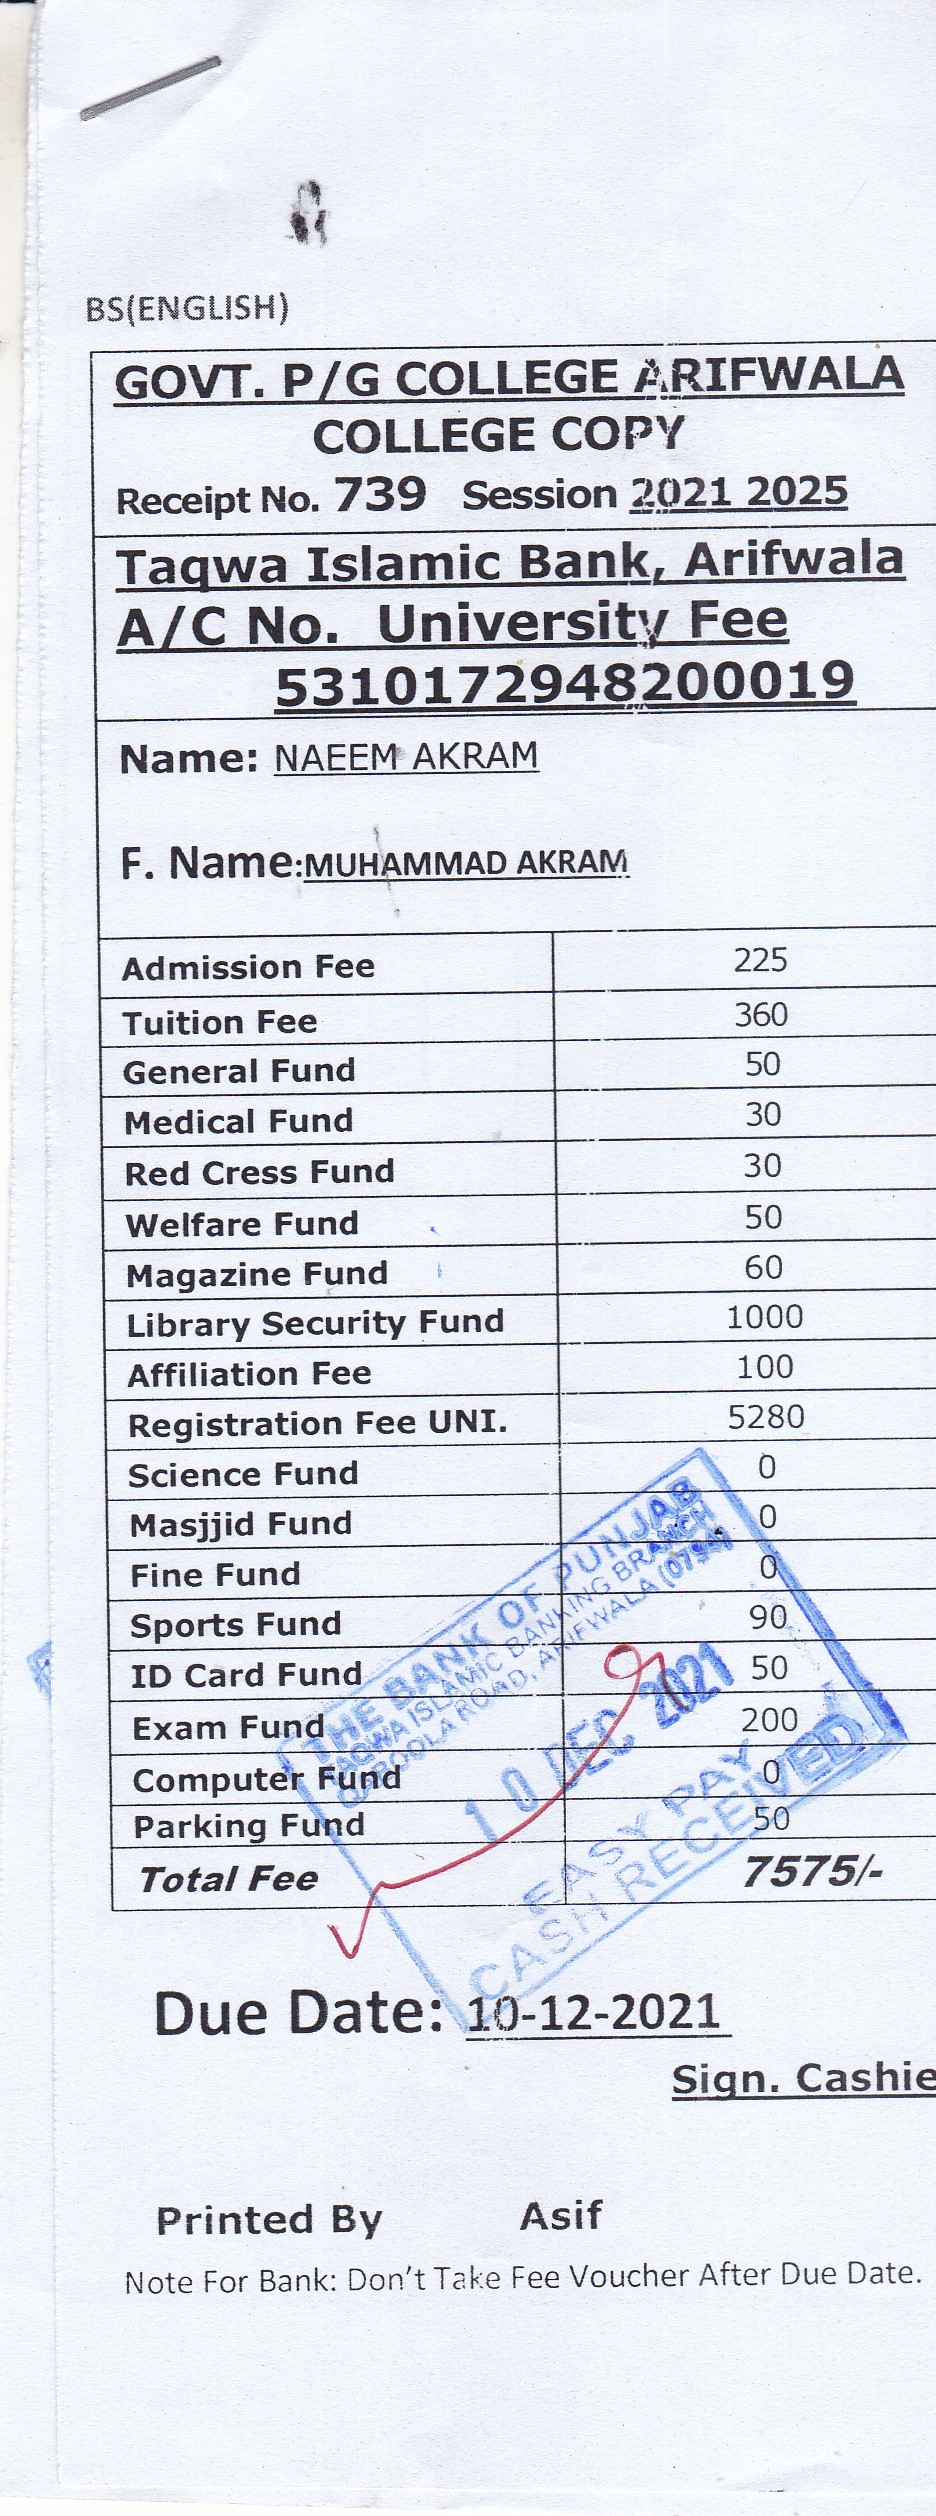 BS(ENGLISH)
GOVT. P/G COLLEGE ARIFWALA
COLLEGE COPY
Receipt No. 739 Session 2021 2025
Taqwa Islamic Bank, Arifwala
A/C No. University Fee
5310172948200019
Name: NAEEM AKRAM
F. Name:MUHAMMAD AKRAM
Admission Fee 225
Tuition Fee 360
General Fund 50
Medical Fund 30
Red Cress Fund 30
Welfare Fund 50
Magazine Fund 60
Library Security Fund 1000
Affiliation Fee 100
Registration Fee UNI. 5280
Science Fund 0
Masjjid Fund 0
Fine Fund 0
Sports Fund 90
ID Card Fund 50
Exam Fund 200
Computer Fund 0
Parking Fund 50
Total Fee 7575/-
THE BANK OF PUNJAB
TAQWA ISLAMIC BANKING BRANCH
QABOOLA ROAD, ARIFWALA (0794)
10 DEC 2021
EASY PAY
CASH RECEIVED
Due Date: 10-12-2021
Sign. Cashie
Printed By Asif
Note For Bank: Don't Take Fee Voucher After Due Date.